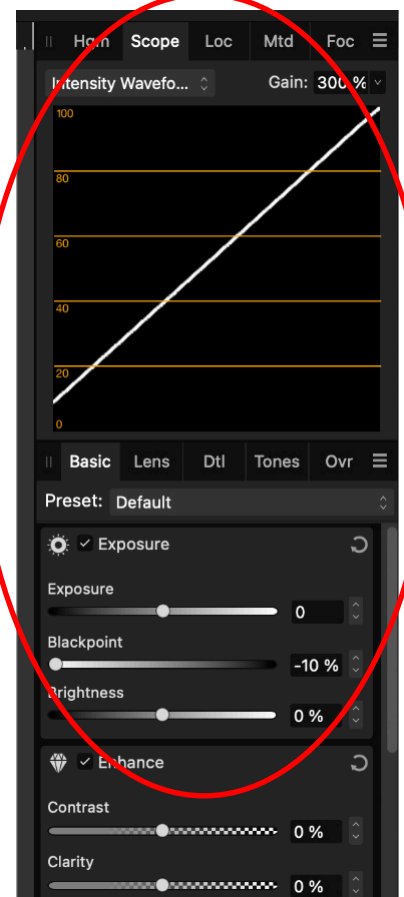 Hgm Scope Loc Mtd Foc
Intensity Wavefo... Gain: 300 %
100
80
60
40
20
0
Basic Lens Dtl Tones Ovr
Preset: Default
Exposure
Exposure
0
Blackpoint
-10 %
Brightness
0 %
Enhance
Contrast
0 %
Clarity
0 %